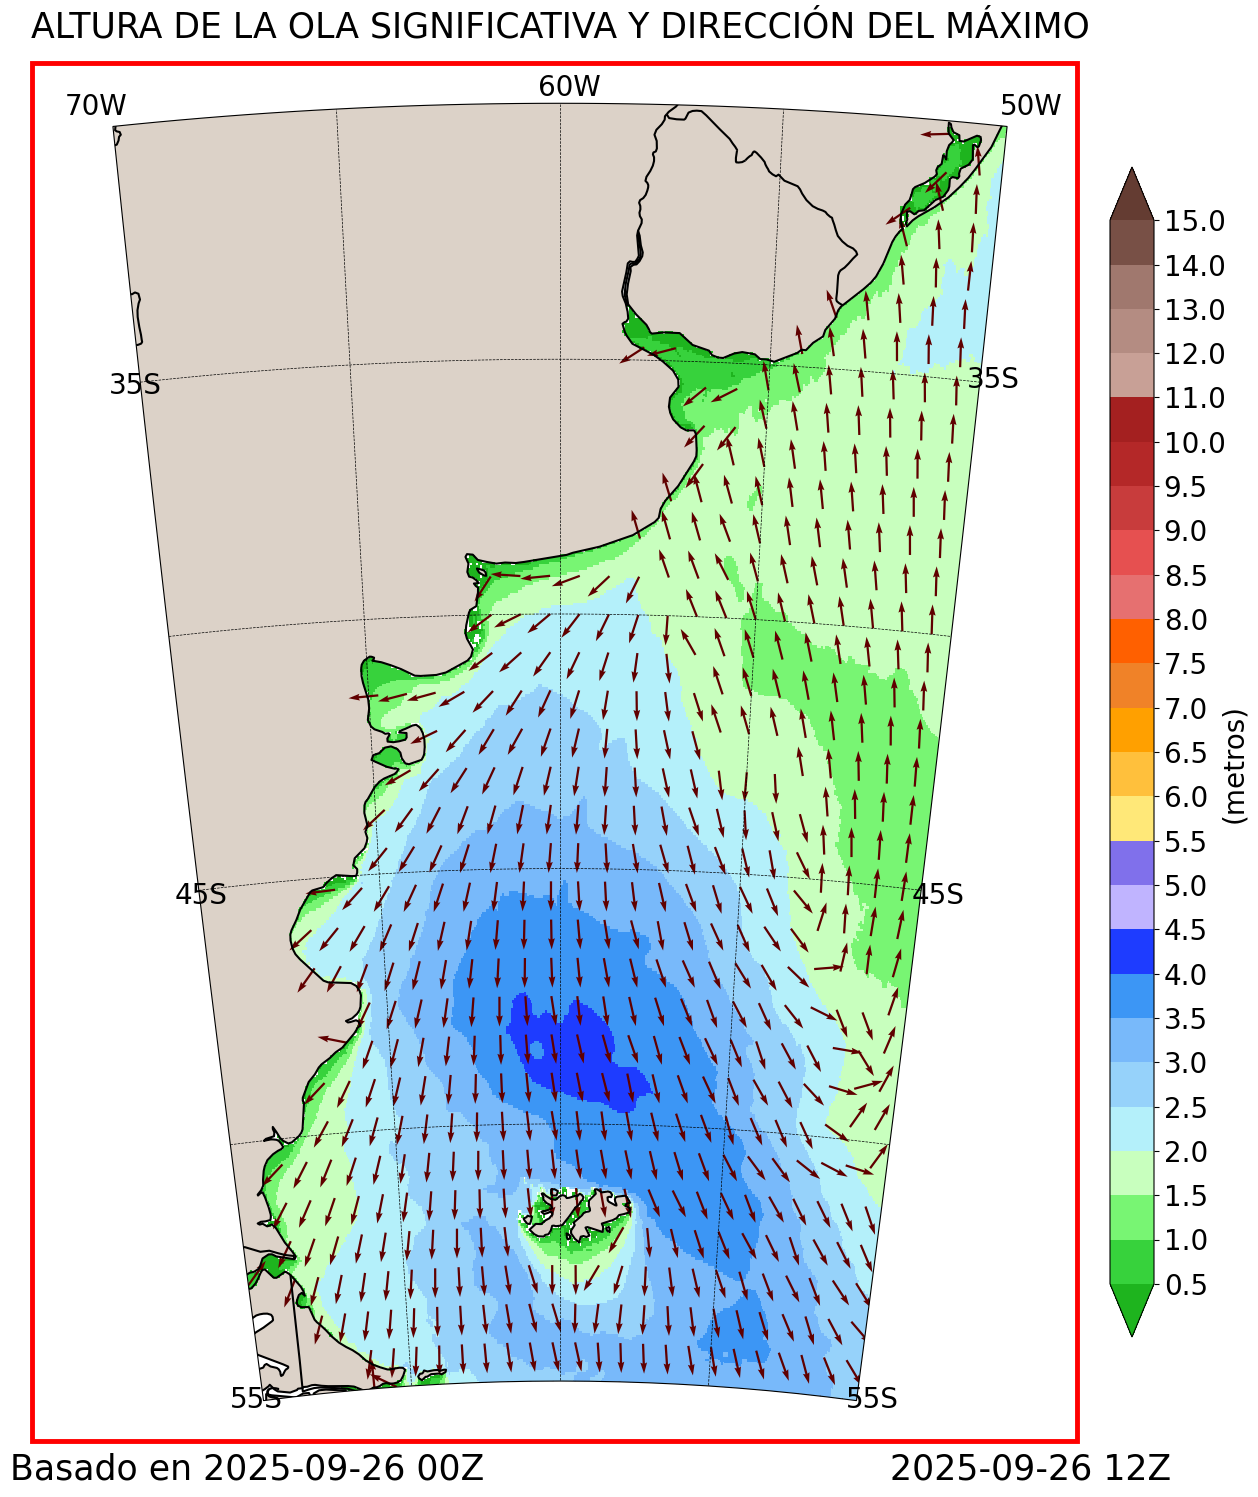 ALTURA DE LA OLA SIGNIFICATIVA Y DIRECCIÓN DEL MÁXIMO
70W
60W
50W
35S
35S
45S
45S
55S
55S
15.0
14.0
13.0
12.0
11.0
10.0
9.5
9.0
8.5
8.0
7.5
7.0
6.5
6.0
5.5
5.0
4.5
4.0
3.5
3.0
2.5
2.0
1.5
1.0
0.5
(metros)
Basado en 2025-09-26 00Z
2025-09-26 12Z